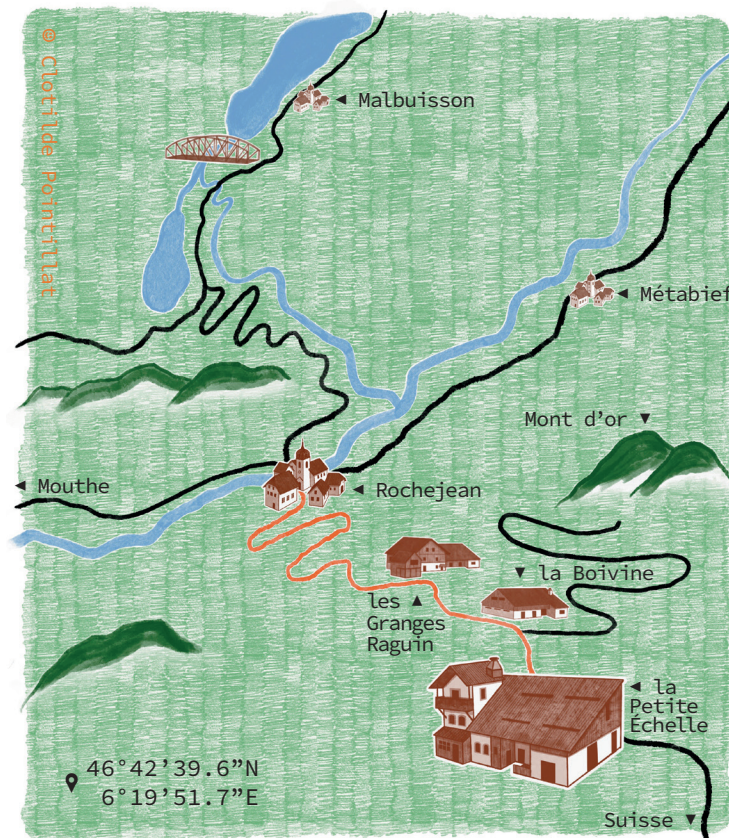 © Clotilde Pointillat
◄ Malbuisson
◄ Métabief
Mont d’or ▼
◄ Mouthe
◄ Rochejean
▼ la Boivine
les ▲
Granges
Raguin
◄ la
Petite
Échelle
46°42’39.6”N
6°19’51.7”E
Suisse ▼